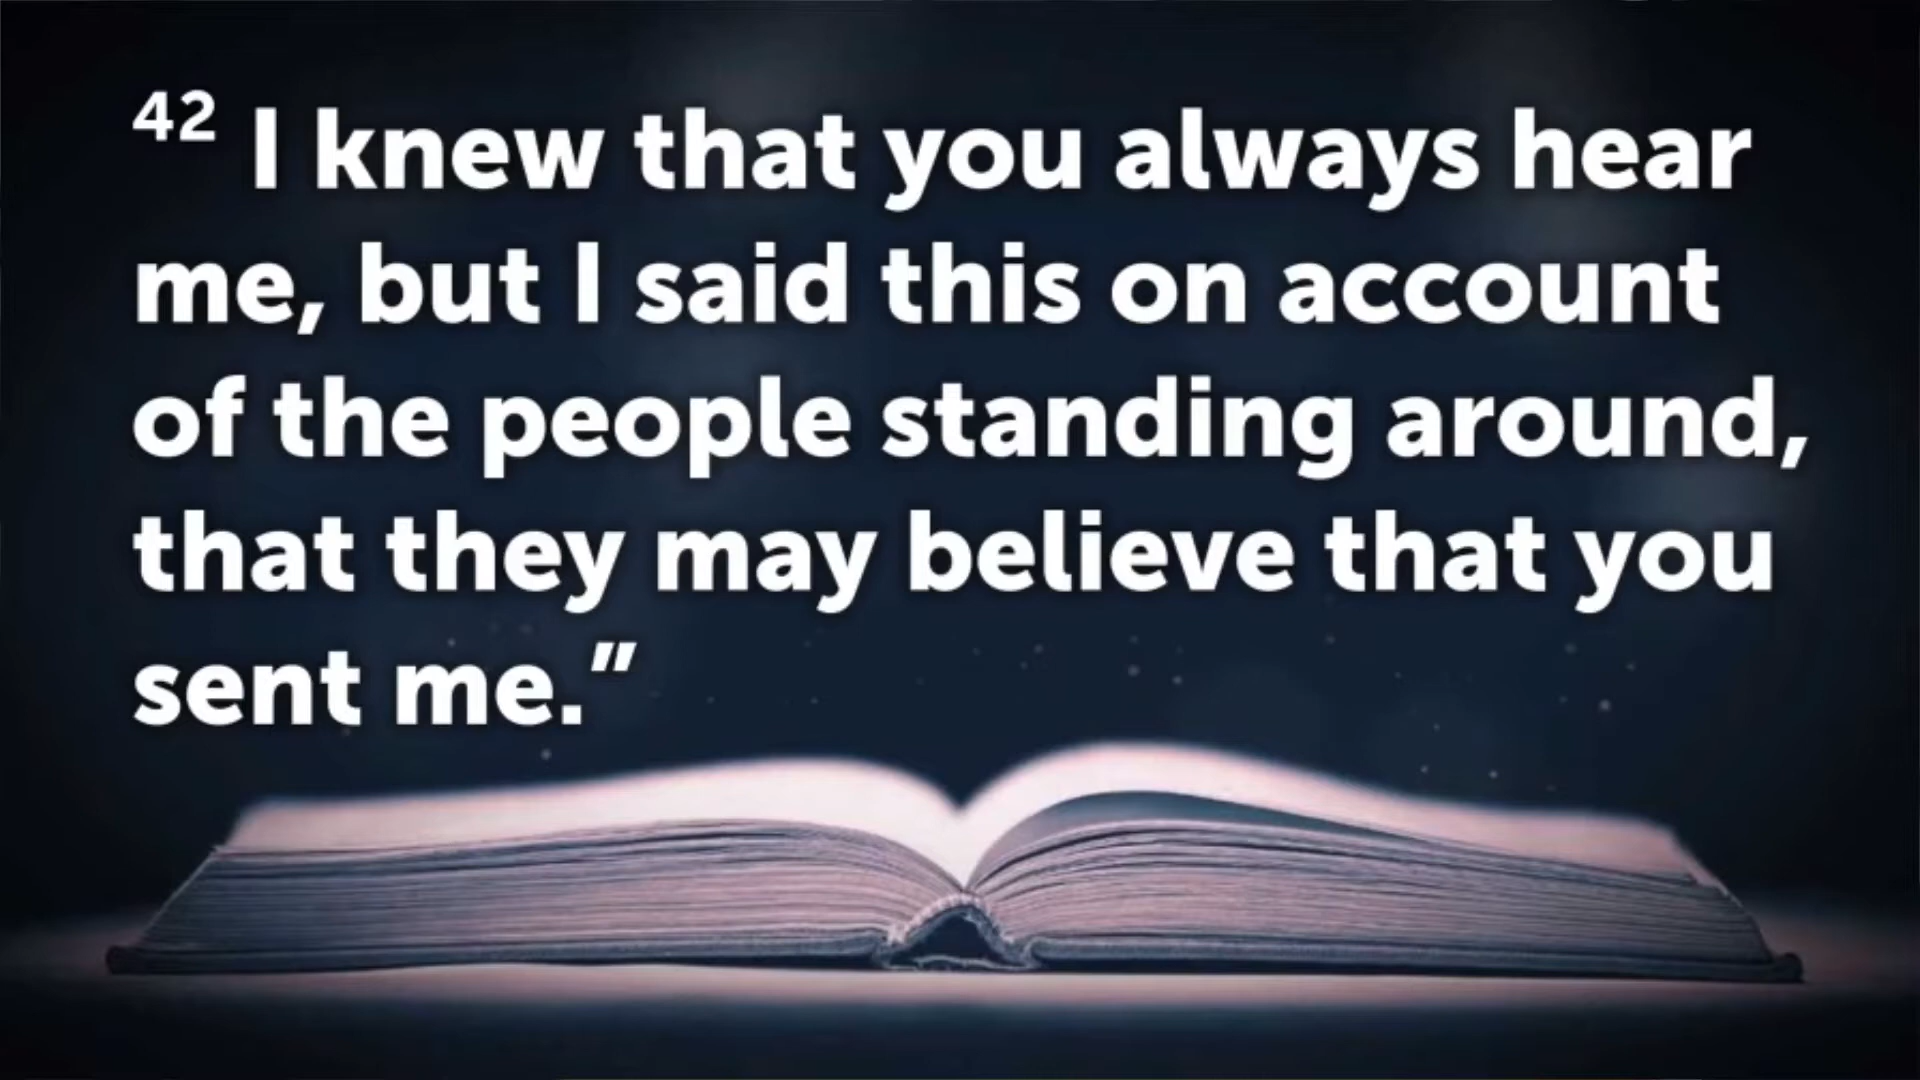 42 I knew that you always hear
me, but I said this on account
of the people standing around,
that they may believe that you
sent me.”